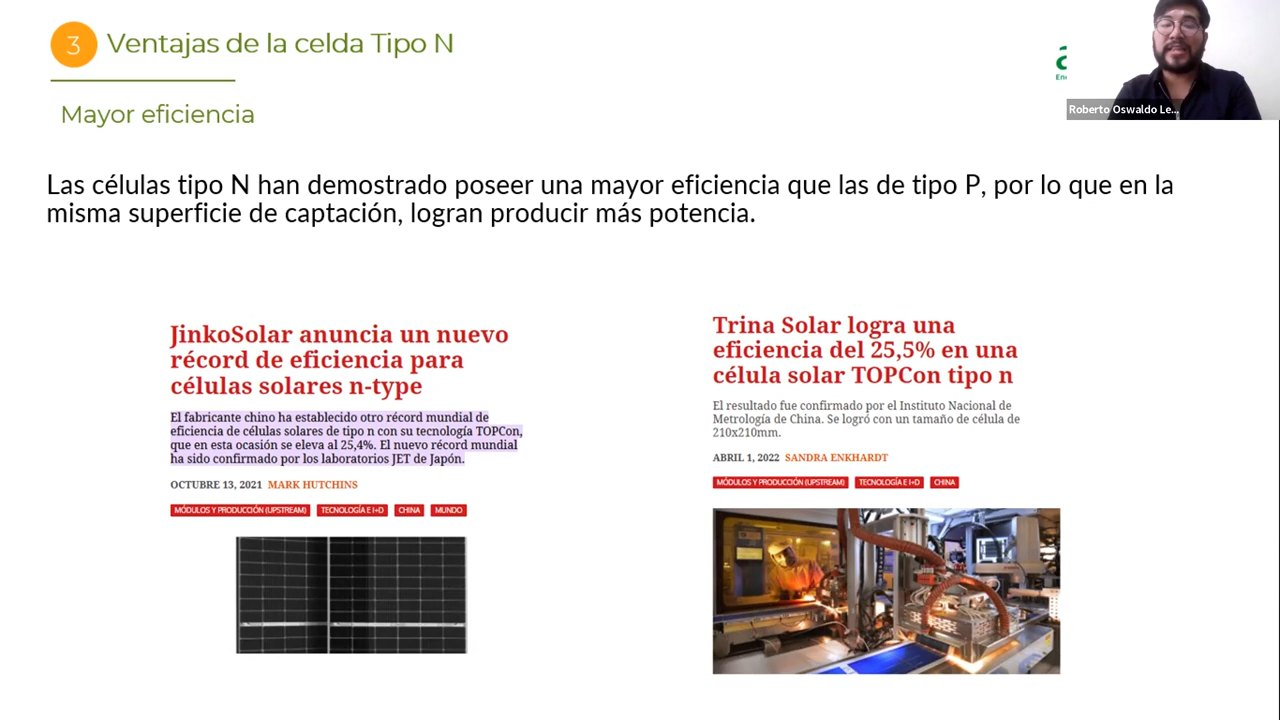 3
Ventajas de la celda Tipo N
Mayor eficiencia
Roberto Oswaldo Le...
Las células tipo N han demostrado poseer una mayor eficiencia que las de tipo P, por lo que en la
misma superficie de captación, logran producir más potencia.
JinkoSolar anuncia un nuevo
récord de eficiencia para
células solares n-type
El fabricante chino ha establecido otro récord mundial de
eficiencia de células solares de tipo n con su tecnología TOPCon,
que en esta ocasión se eleva al 25,4%. El nuevo récord mundial
ha sido confirmado por los laboratorios JET de Japón.
OCTUBRE 13, 2021 MARK HUTCHINS
MÓDULOS Y PRODUCCIÓN (UPSTREAM) TECNOLOGÍA E I+D CHINA MUNDO
Trina Solar logra una
eficiencia del 25,5% en una
célula solar TOPCon tipo n
El resultado fue confirmado por el Instituto Nacional de
Metrología de China. Se logró con un tamaño de célula de
210x210mm.
ABRIL 1, 2022 SANDRA ENKHARDT
MÓDULOS Y PRODUCCIÓN (UPSTREAM) TECNOLOGÍA E I+D CHINA